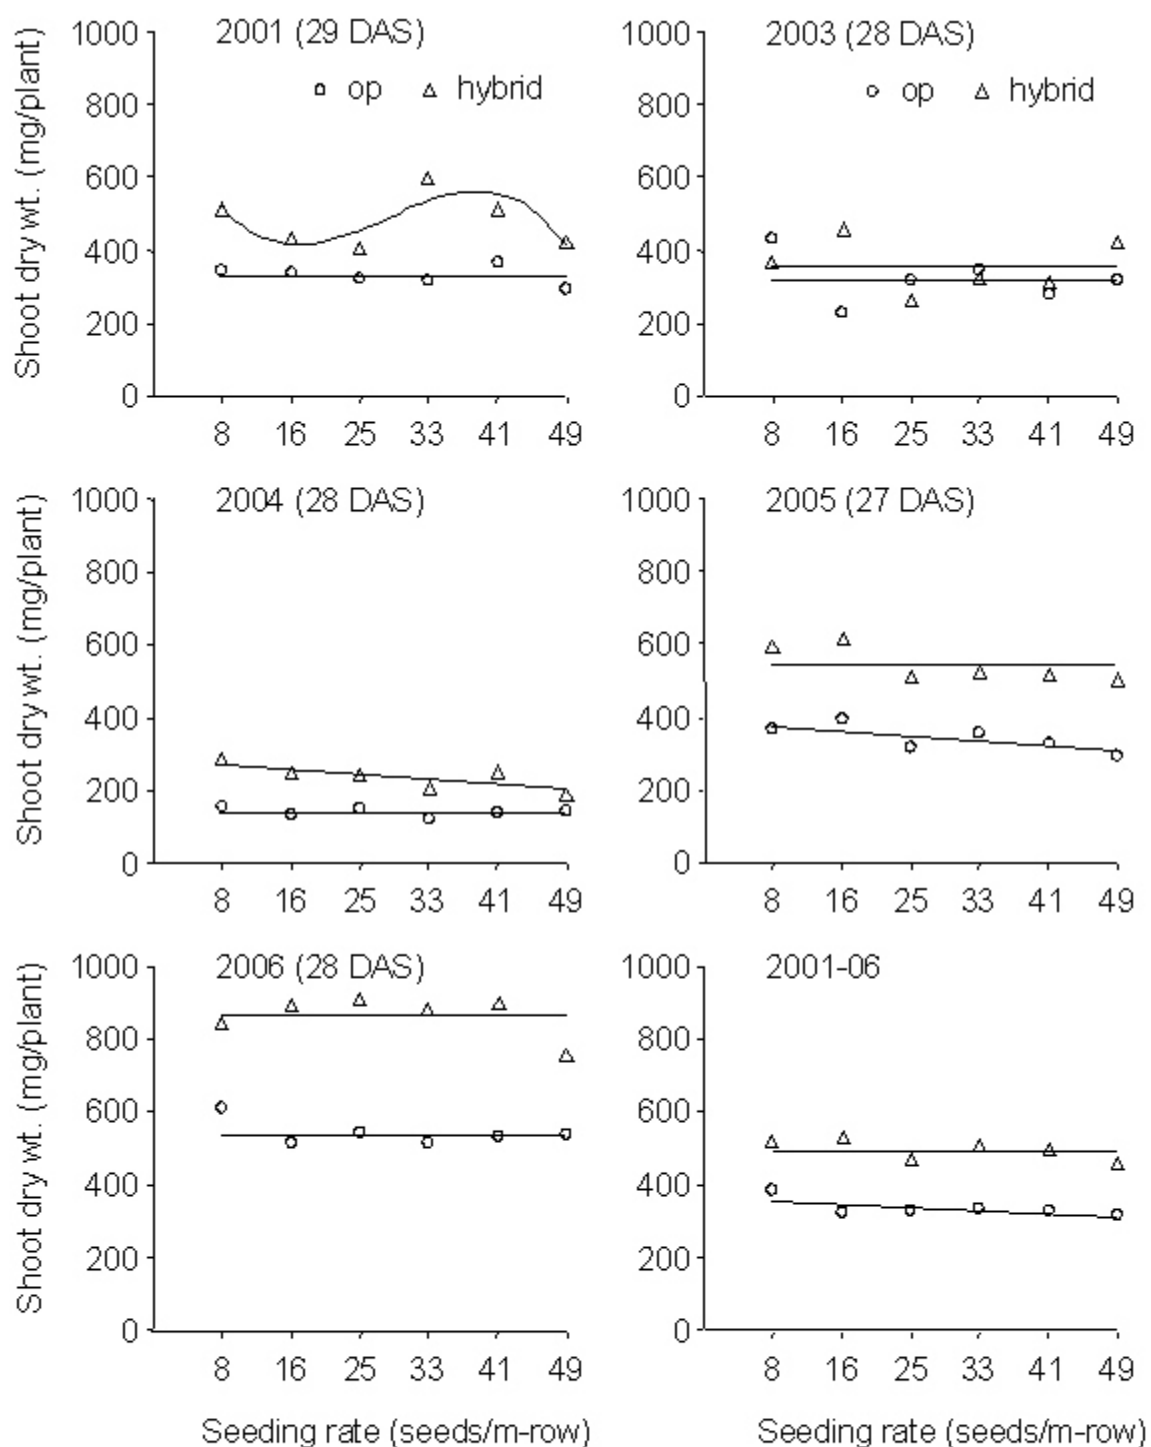 2001 (29 DAS)
op hybrid
Shoot dry wt. (mg/plant)
1000
800
600
400
200
0
8 16 25 33 41 49
2003 (28 DAS)
op hybrid
1000
800
600
400
200
0
8 16 25 33 41 49
2004 (28 DAS)
Shoot dry wt. (mg/plant)
1000
800
600
400
200
0
8 16 25 33 41 49
2005 (27 DAS)
1000
800
600
400
200
0
8 16 25 33 41 49
2006 (28 DAS)
Shoot dry wt. (mg/plant)
1000
800
600
400
200
0
8 16 25 33 41 49
Seeding rate (seeds/m-row)
2001-06
1000
800
600
400
200
0
8 16 25 33 41 49
Seeding rate (seeds/m-row)